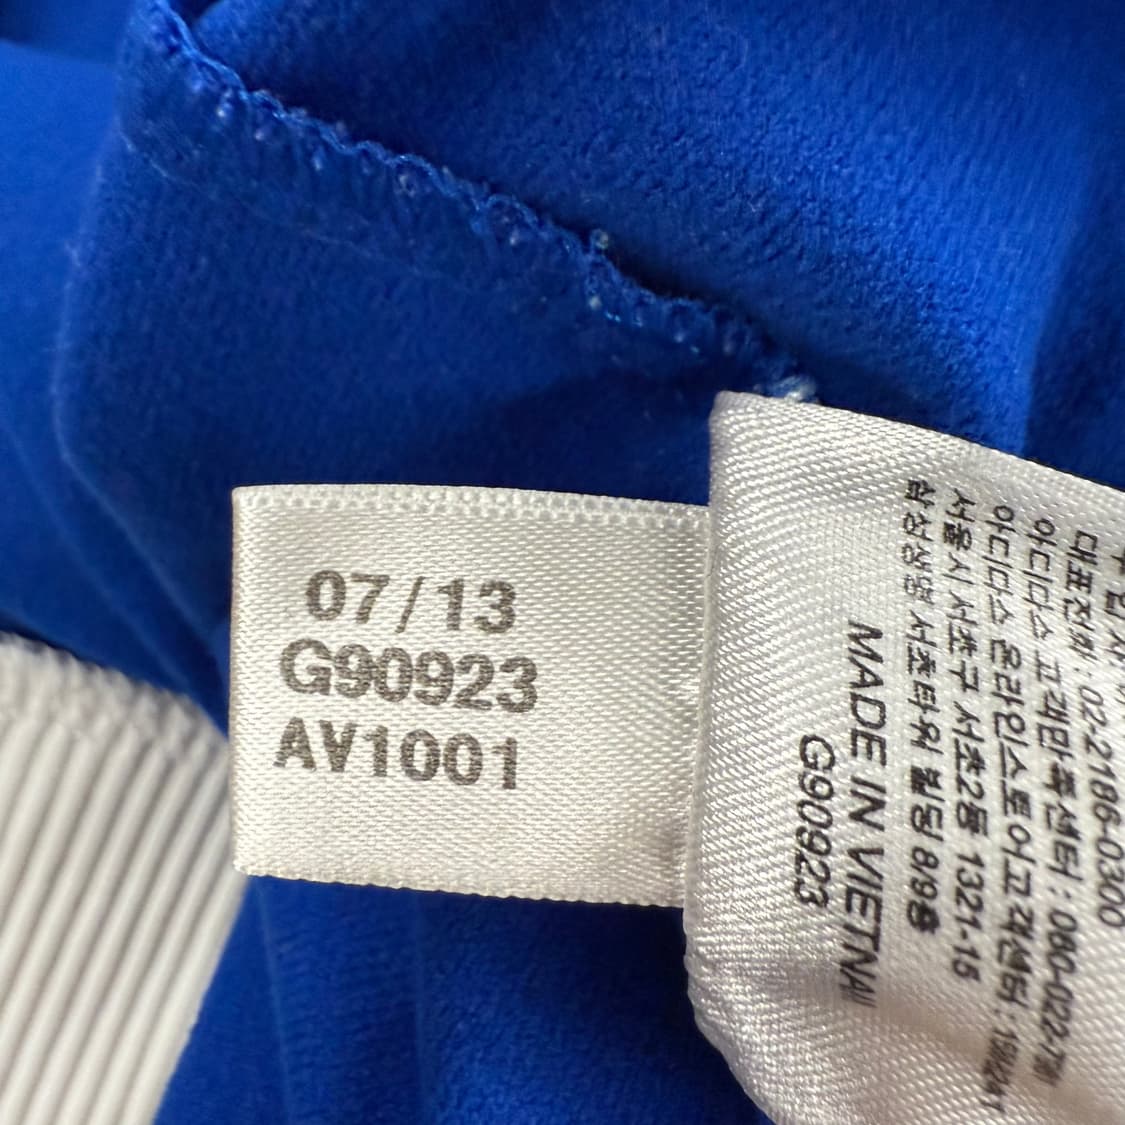 07/13
G90923
AV1001
대표전화 : 02-2186-0300
아디다스 고객만족센터 : 080-022-7
아디다스 온라인스토어고객센터 :
서울시 서초구 서초2동 1321-15
삼성생명 서초타워 빌딩 8/9층
MADE IN VIETNAM
G90923